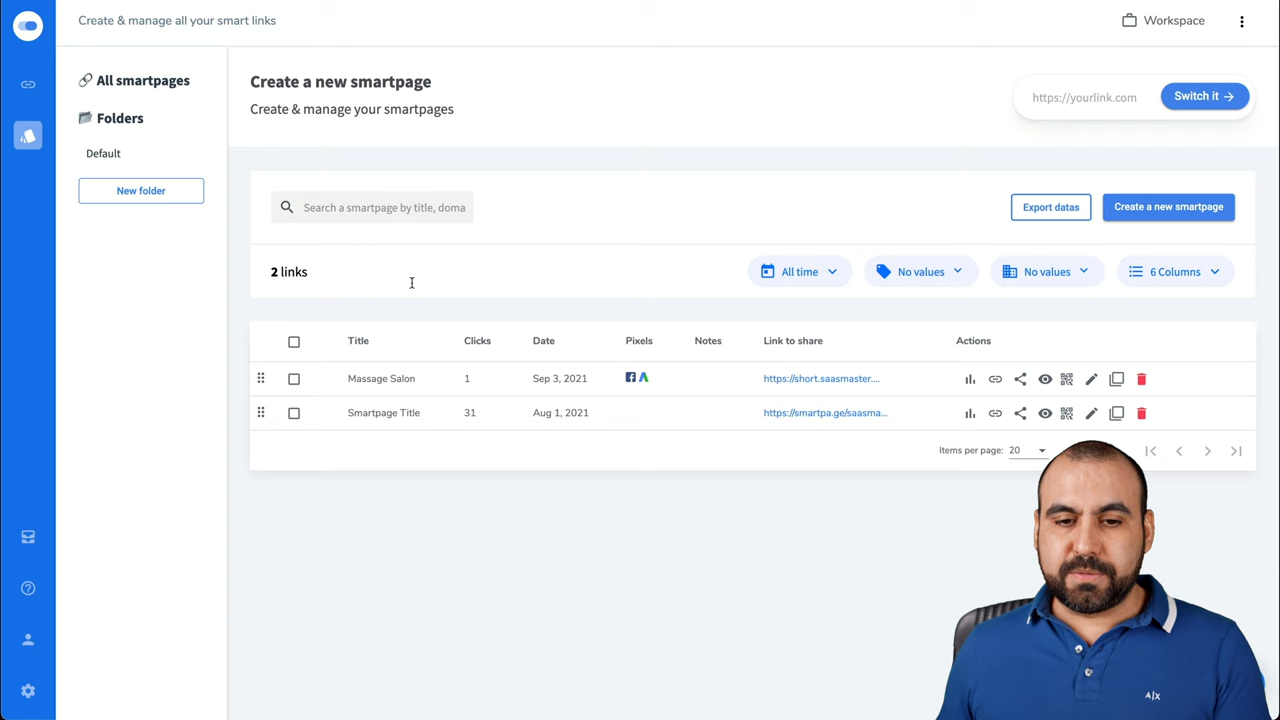 Create & manage all your smart links
Workspace
All smartpages
Folders
Default
New folder
Create a new smartpage
Create & manage your smartpages
https://yourlink.com
Switch it →
Search a smartpage by title, doma
Export datas
Create a new smartpage
2 links
All time
No values
No values
6 Columns
Title Clicks Date Pixels Notes Link to share Actions
Massage Salon 1 Sep 3, 2021 https://short.saasmaster....
Smartpage Title 31 Aug 1, 2021 https://smartpa.ge/saasma...
Items per page: 20
A|X